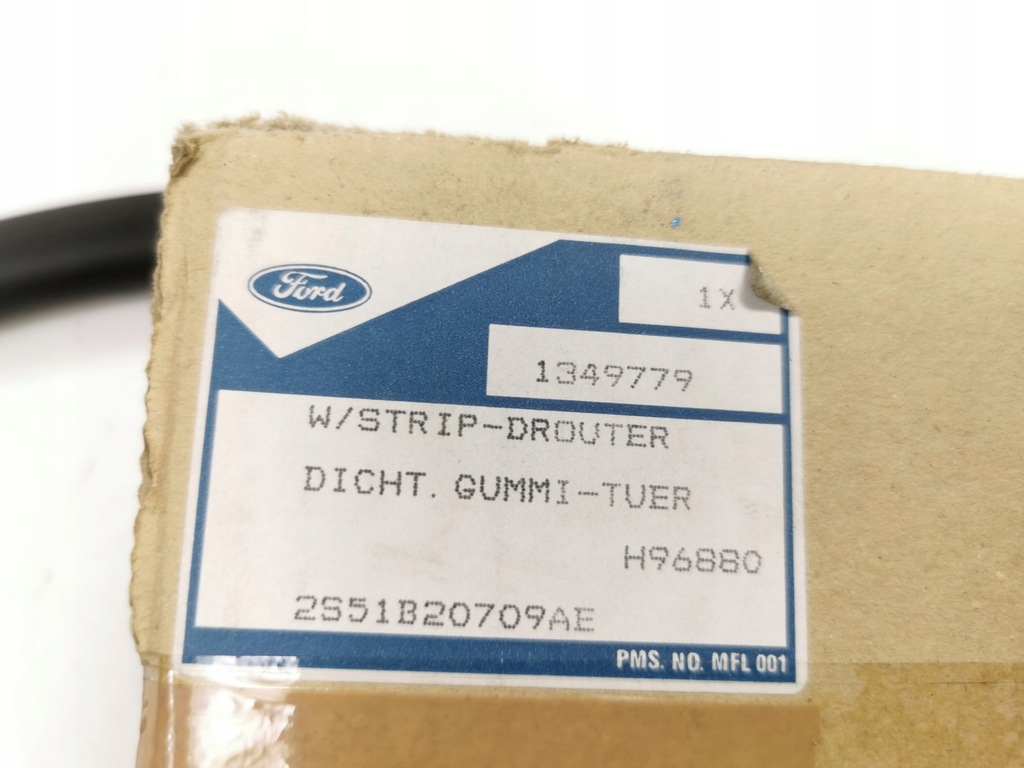 Ford
1X
1349779
W/STRIP-DROUTER
DICHT. GUMMI-TUER
H96880
2S51B20709AE
PMS. NO. MFL 001